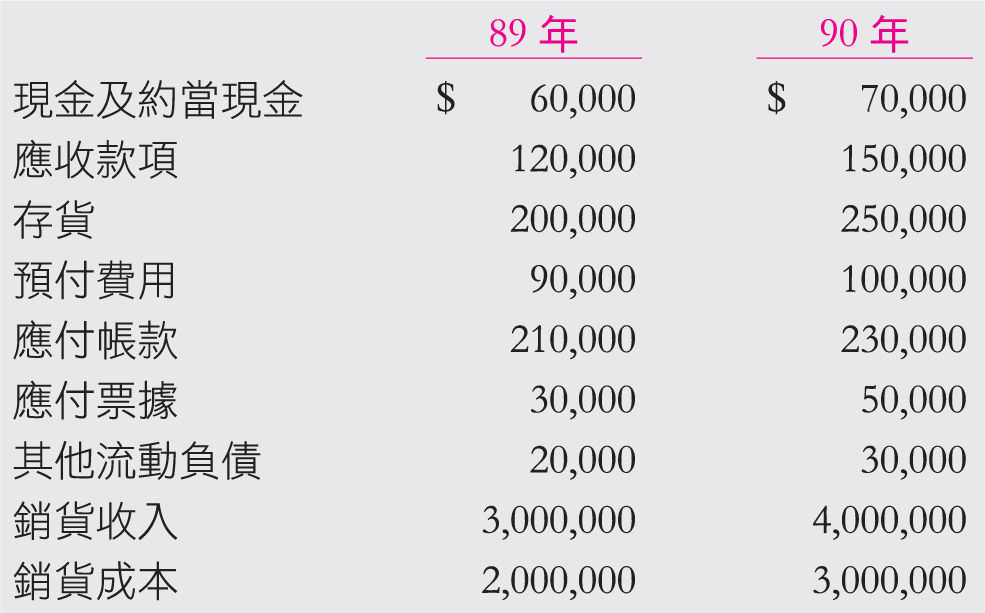 89 年 90 年
現金及約當現金 $ 60,000 $ 70,000
應收款項 120,000 150,000
存貨 200,000 250,000
預付費用 90,000 100,000
應付帳款 210,000 230,000
應付票據 30,000 50,000
其他流動負債 20,000 30,000
銷貨收入 3,000,000 4,000,000
銷貨成本 2,000,000 3,000,000